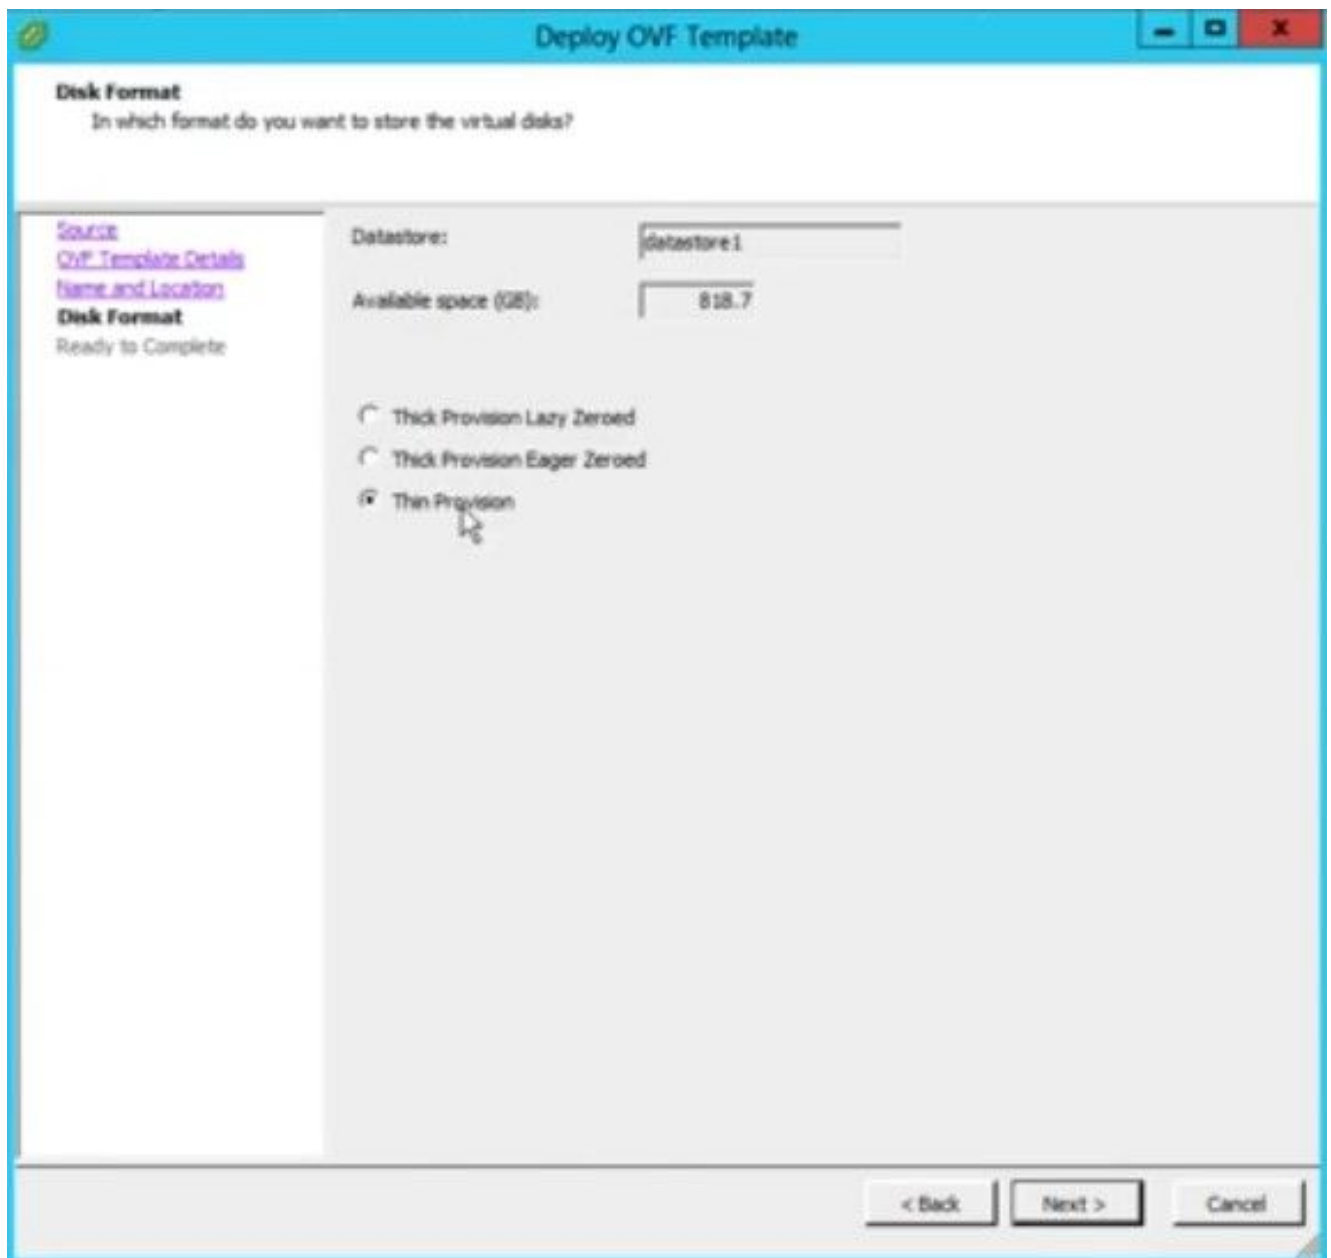 Deploy OVF Template
Disk Format
In which format do you want to store the virtual disks?
Source
OVF Template Details
Name and Location
Disk Format
Ready to Complete
Datastore:
datastore1
Available space (GB):
818.7
Thick Provision Lazy Zeroed
Thick Provision Eager Zeroed
Thin Provision
< Back
Next >
Cancel